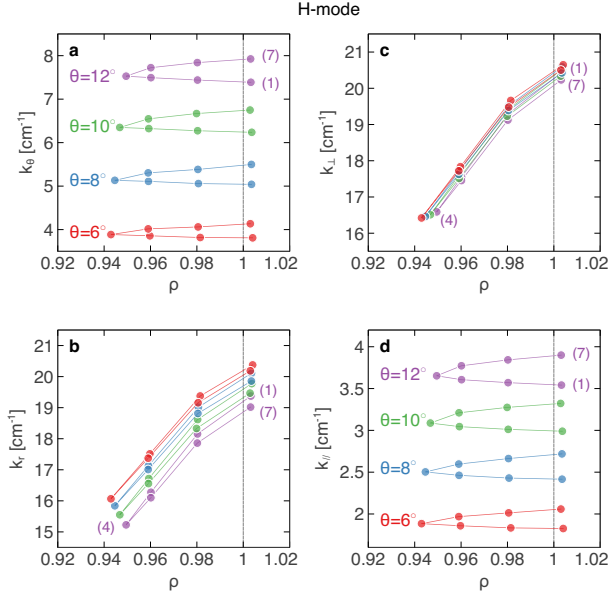 H-mode
a
8
7
6
5
4
k_θ [cm⁻¹]
θ=12°
θ=10°
θ=8°
θ=6°
(7)
(1)
0.92 0.94 0.96 0.98 1 1.02
ρ
c
21
20
19
18
17
16
k_⊥ [cm⁻¹]
(1)
(7)
(4)
0.92 0.94 0.96 0.98 1 1.02
ρ
b
21
20
19
18
17
16
15
k_r [cm⁻¹]
(1)
(7)
(4)
0.92 0.94 0.96 0.98 1 1.02
ρ
d
4
3.5
3
2.5
2
k_// [cm⁻¹]
θ=12°
θ=10°
θ=8°
θ=6°
(7)
(1)
0.92 0.94 0.96 0.98 1 1.02
ρ